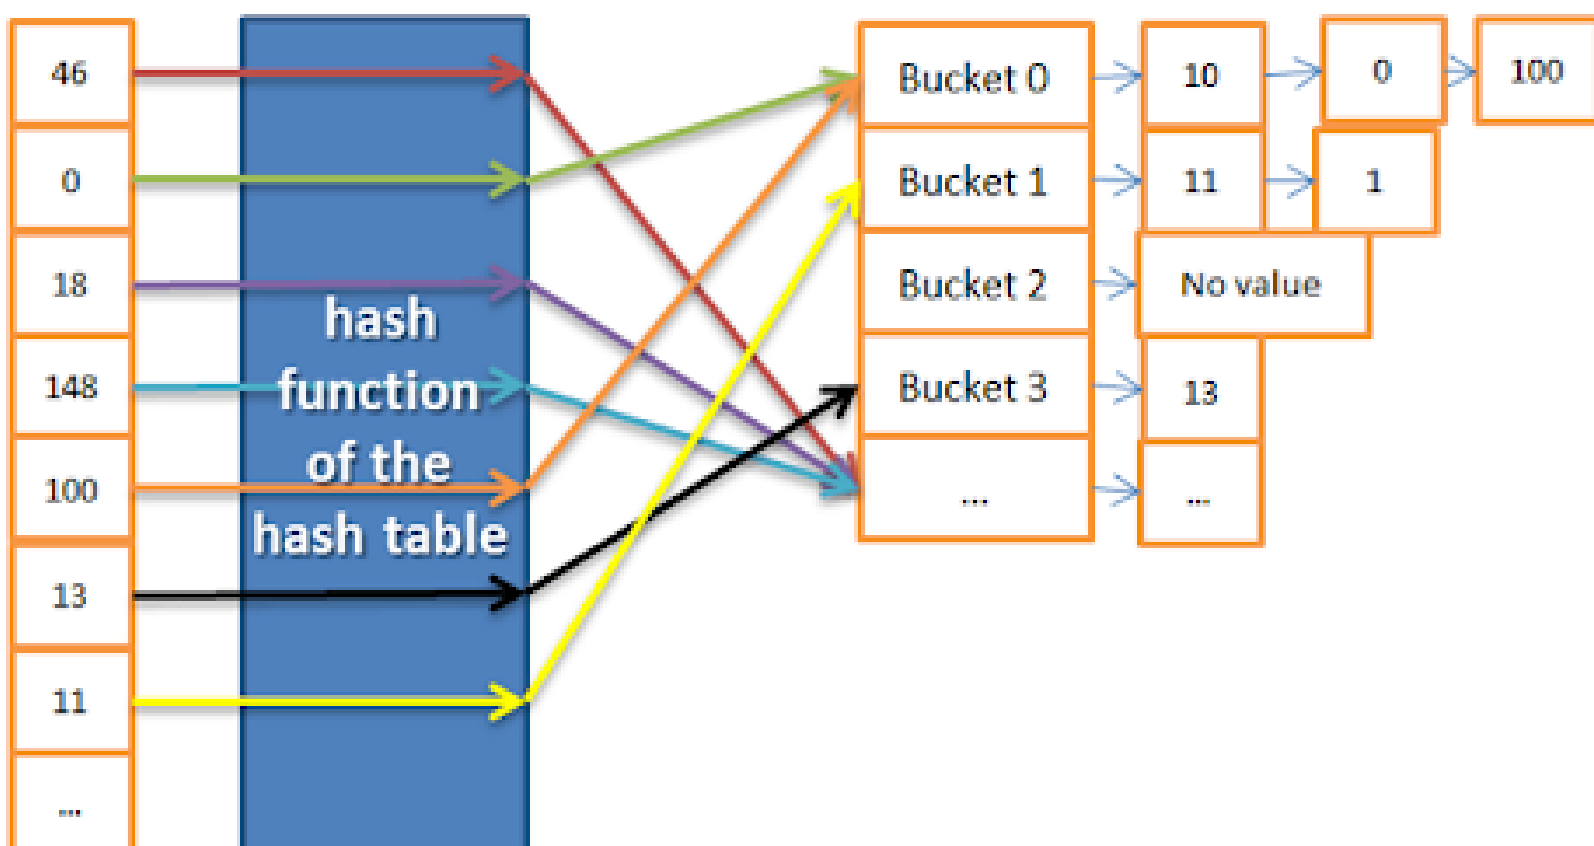 46
0
18
148
100
13
11
...
hash
function
of the
hash table
Bucket 0
10
0
100
Bucket 1
11
1
Bucket 2
No value
Bucket 3
13
...
...